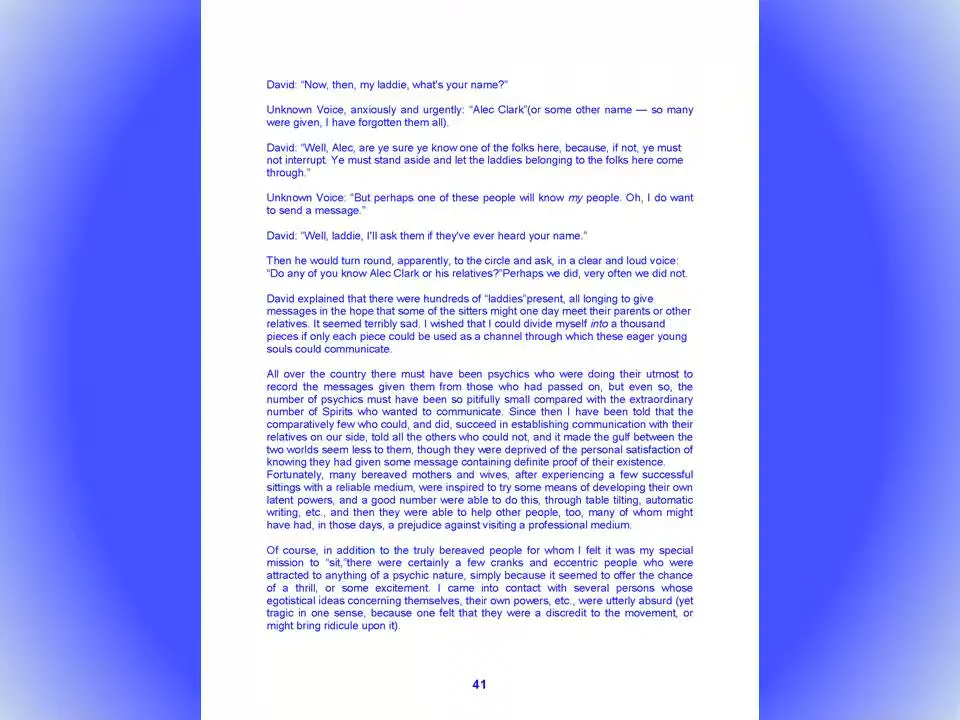 David: “Now, then, my laddie, what's your name?”
Unknown Voice, anxiously and urgently: “Alec Clark”(or some other name — so many
were given, I have forgotten them all).
David: “Well, Alec, are ye sure ye know one of the folks here, because, if not, ye must
not interrupt. Ye must stand aside and let the laddies belonging to the folks here come
through.”
Unknown Voice: “But perhaps one of these people will know my people. Oh, I do want
to send a message.”
David: “Well, laddie, I'll ask them if they've ever heard your name.”
Then he would turn round, apparently, to the circle and ask, in a clear and loud voice:
“Do any of you know Alec Clark or his relatives?”Perhaps we did, very often we did not.
David explained that there were hundreds of “laddies”present, all longing to give
messages in the hope that some of the sitters might one day meet their parents or other
relatives. It seemed terribly sad. I wished that I could divide myself into a thousand
pieces if only each piece could be used as a channel through which these eager young
souls could communicate.
All over the country there must have been psychics who were doing their utmost to
record the messages given them from those who had passed on, but even so, the
number of psychics must have been so pitifully small compared with the extraordinary
number of Spirits who wanted to communicate. Since then I have been told that the
comparatively few who could, and did, succeed in establishing communication with their
relatives on our side, told all the others who could not, and it made the gulf between the
two worlds seem less to them, though they were deprived of the personal satisfaction of
knowing they had given some message containing definite proof of their existence.
Fortunately, many bereaved mothers and wives, after experiencing a few successful
sittings with a reliable medium, were inspired to try some means of developing their own
latent powers, and a good number were able to do this, through table tilting, automatic
writing, etc., and then they were able to help other people, too, many of whom might
have had, in those days, a prejudice against visiting a professional medium.
Of course, in addition to the truly bereaved people for whom I felt it was my special
mission to “sit,”there were certainly a few cranks and eccentric people who were
attracted to anything of a psychic nature, simply because it seemed to offer the chance
of a thrill, or some excitement. I came into contact with several persons whose
egotistical ideas concerning themselves, their own powers, etc., were utterly absurd (yet
tragic in one sense, because one felt that they were a discredit to the movement, or
might bring ridicule upon it).
41